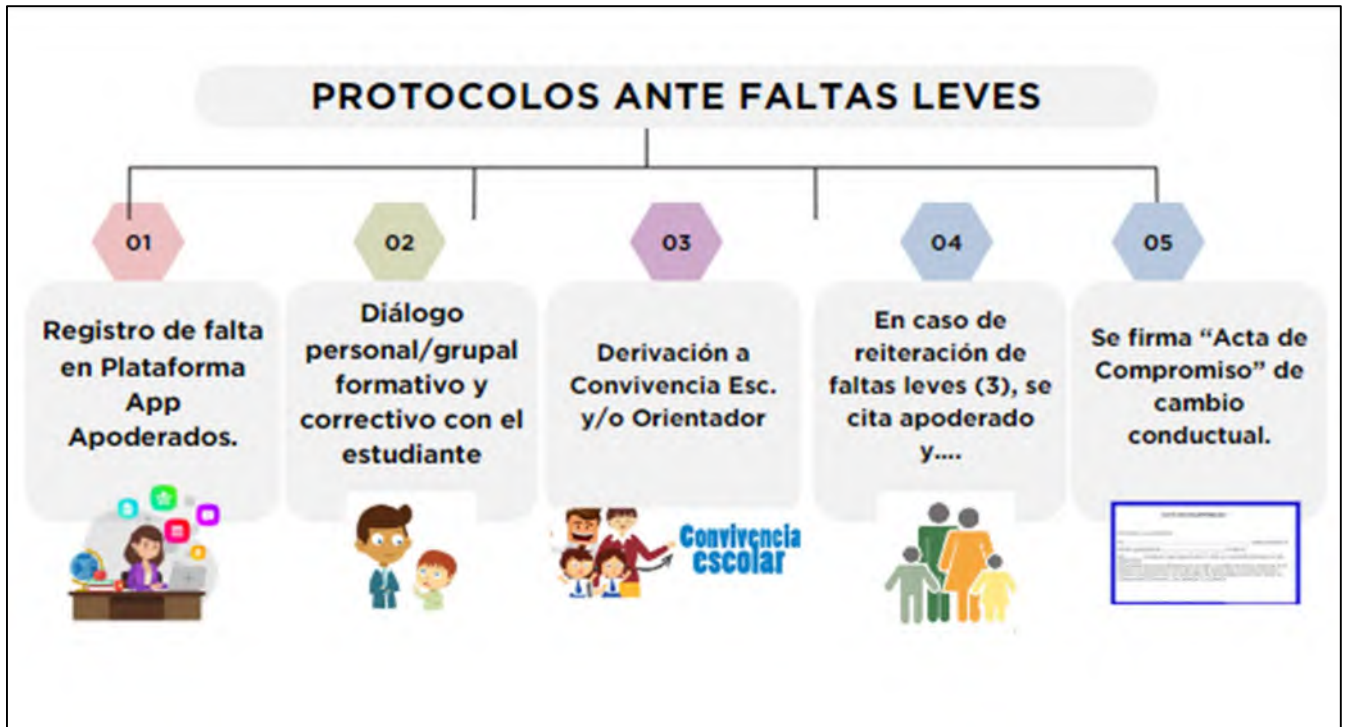 PROTOCOLOS ANTE FALTAS LEVES
01
Registro de falta
en Plataforma
App
Apoderados.
02
Diálogo
personal/grupal
formativo y
correctivo con el
estudiante
03
Derivación a
Convivencia Esc.
y/o Orientador
Convivencia
escolar
04
En caso de
reiteración de
faltas leves (3), se
cita apoderado
y....
05
Se firma “Acta de
Compromiso” de
cambio
conductual.